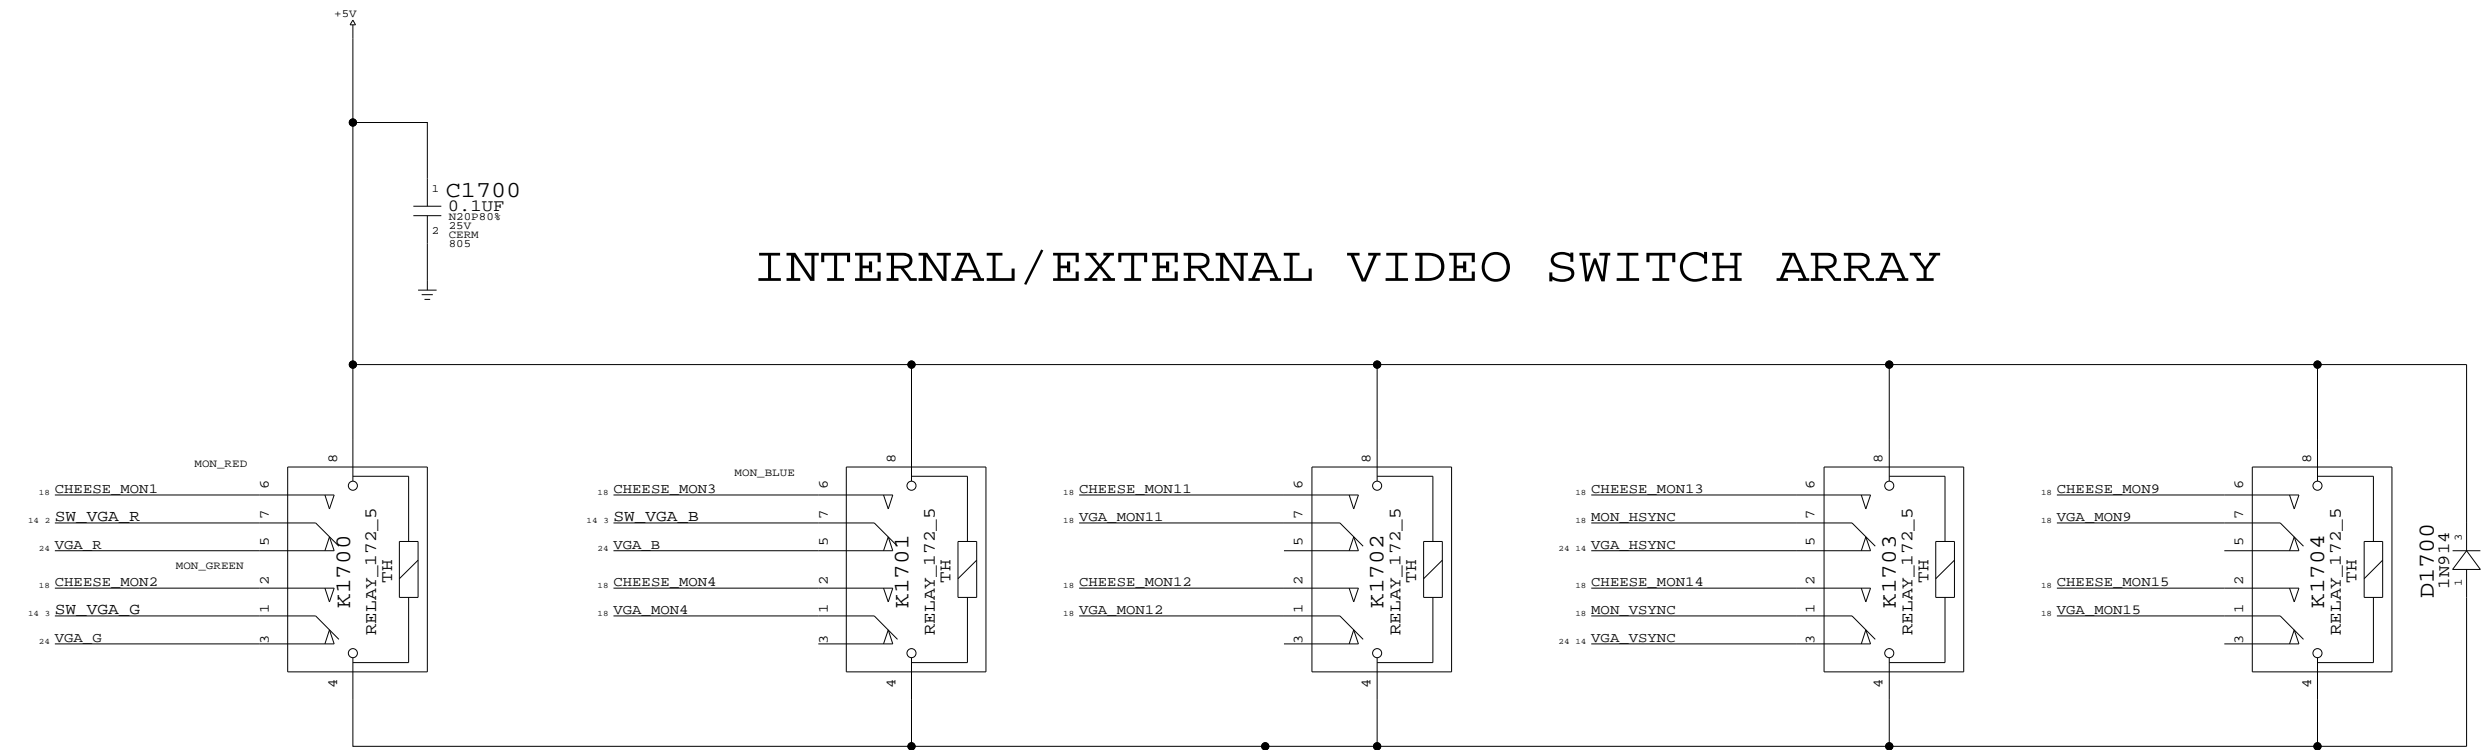 +5V
1 C1700
0.1UF
N20P80%
25V
2 CERM
805
INTERNAL/EXTERNAL VIDEO SWITCH ARRAY
MON_RED
8
6
18 CHEESE_MON1
7
14 2 SW_VGA_R
5
24 VGA_R
MON_GREEN
2
18 CHEESE_MON2
1
14 3 SW_VGA_G
3
24 VGA_G
4
K1700
RELAY_172_5
TH
MON_BLUE
8
6
18 CHEESE_MON3
7
14 3 SW_VGA_B
5
24 VGA_B
2
18 CHEESE_MON4
1
18 VGA_MON4
3
4
K1701
RELAY_172_5
TH
8
6
18 CHEESE_MON11
7
18 VGA_MON11
5
2
18 CHEESE_MON12
1
18 VGA_MON12
3
4
K1702
RELAY_172_5
TH
8
6
18 CHEESE_MON13
7
18 MON_HSYNC
5
24 14 VGA_HSYNC
2
18 CHEESE_MON14
1
18 MON_VSYNC
3
24 14 VGA_VSYNC
4
K1703
RELAY_172_5
TH
8
6
18 CHEESE_MON9
7
18 VGA_MON9
5
2
18 CHEESE_MON15
1
18 VGA_MON15
3
4
K1704
RELAY_172_5
TH
D1700
1N914
3
1